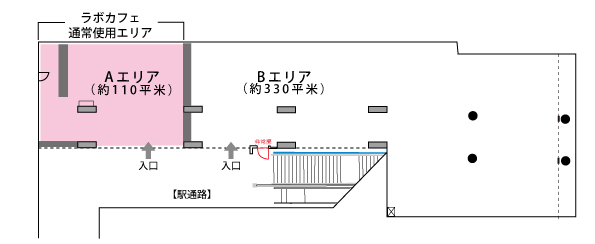 ラボカフェ
通常使用エリア
Aエリア
（約110平米）
Bエリア
（約330平米）
入口
入口
【駅通路】